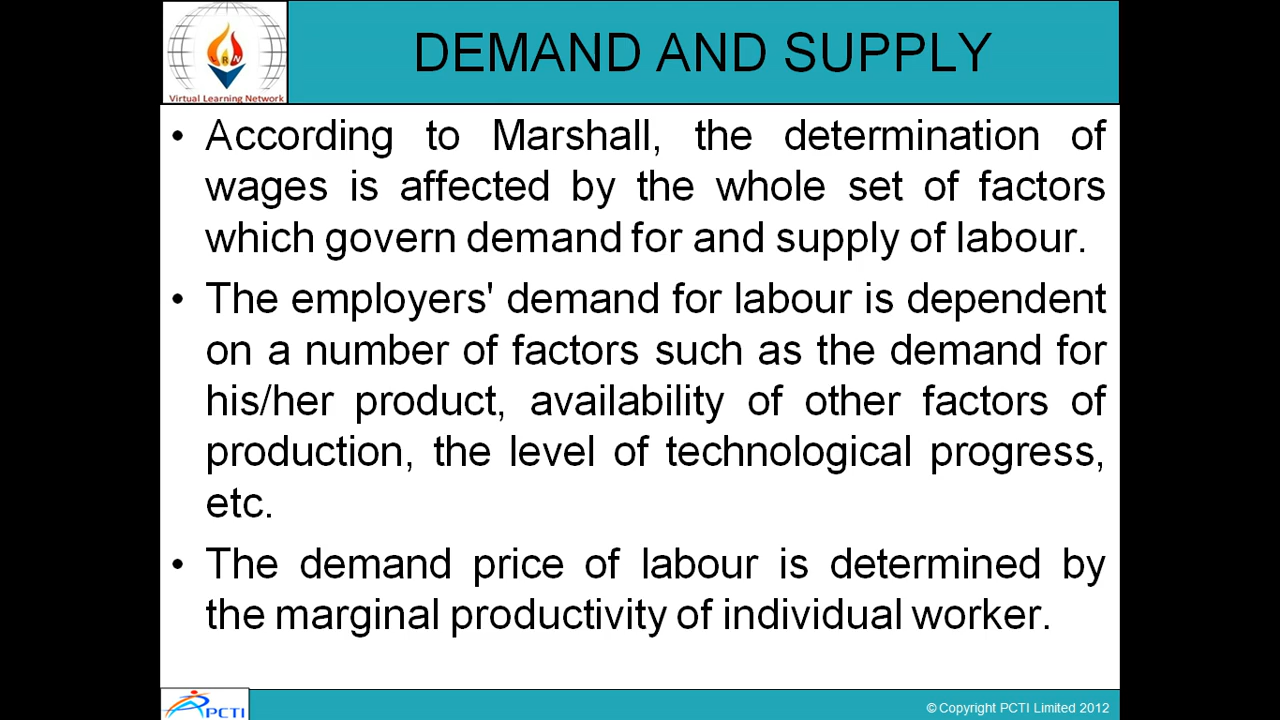 DEMAND AND SUPPLY
LRN
Virtual Learning Network
• According to Marshall, the determination of
wages is affected by the whole set of factors
which govern demand for and supply of labour.
• The employers' demand for labour is dependent
on a number of factors such as the demand for
his/her product, availability of other factors of
production, the level of technological progress,
etc.
• The demand price of labour is determined by
the marginal productivity of individual worker.
PCTI
© Copyright PCTI Limited 2012